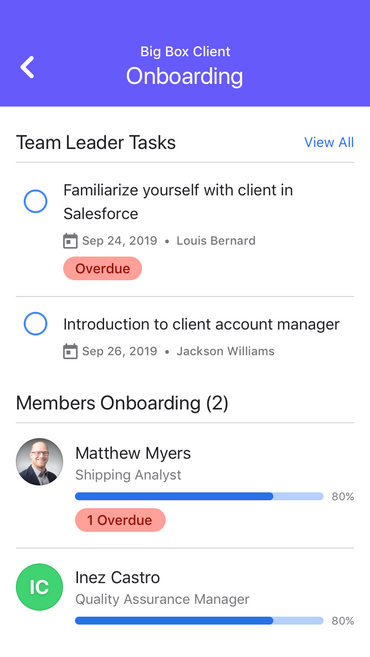 Big Box Client
Onboarding
Team Leader Tasks View All
Familiarize yourself with client in
Salesforce
Sep 24, 2019 • Louis Bernard
Overdue
Introduction to client account manager
Sep 26, 2019 • Jackson Williams
Members Onboarding (2)
Matthew Myers
Shipping Analyst
80%
1 Overdue
IC
Inez Castro
Quality Assurance Manager
80%